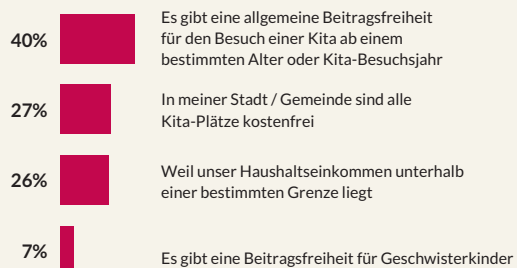 40%
Es gibt eine allgemeine Beitragsfreiheit
für den Besuch einer Kita ab einem
bestimmten Alter oder Kita-Besuchsjahr
27%
In meiner Stadt / Gemeinde sind alle
Kita-Plätze kostenfrei
26%
Weil unser Haushaltseinkommen unterhalb
einer bestimmten Grenze liegt
7%
Es gibt eine Beitragsfreiheit für Geschwisterkinder